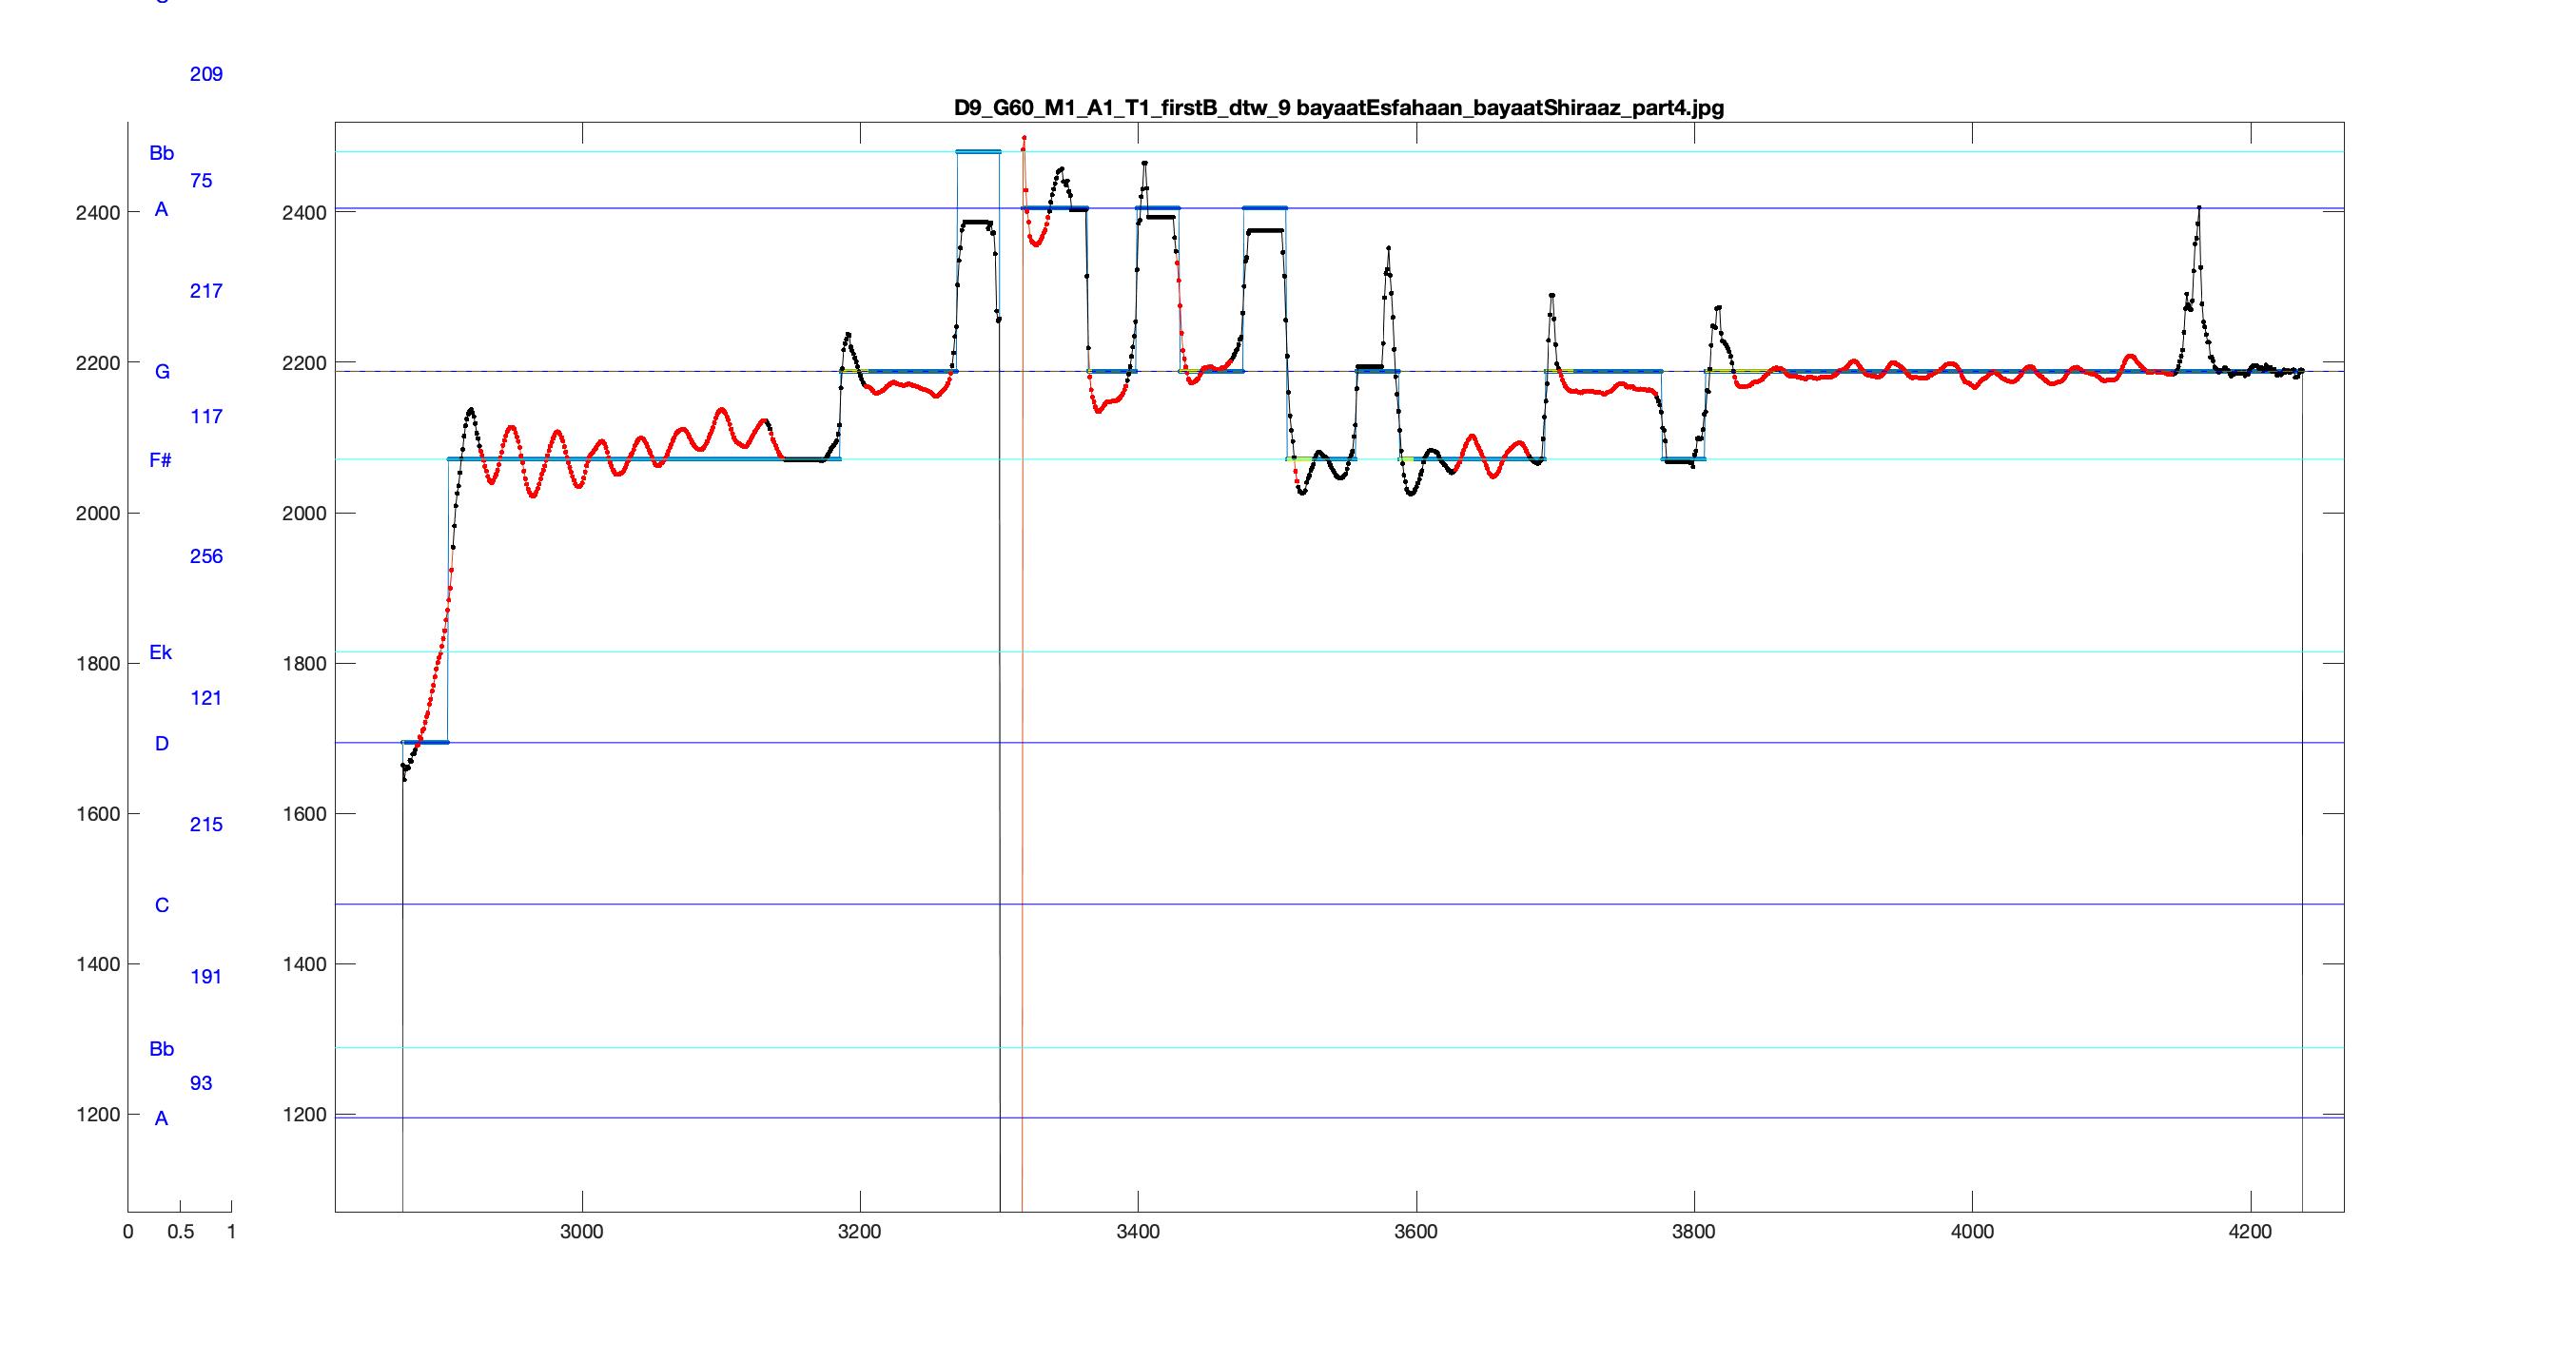 209
D9_G60_M1_A1_T1_firstB_dtw_9 bayaatEsfahaan_bayaatShiraaz_part4.jpg
Bb
75
2400 A 2400
217
2200 2200
G
117
F#
2000 2000
256
Ek
1800 1800
121
D
1600 1600
215
C
191
1400 1400
Bb
93
1200 A 1200
0 0.5 1 3000 3200 3400 3600 3800 4000 4200